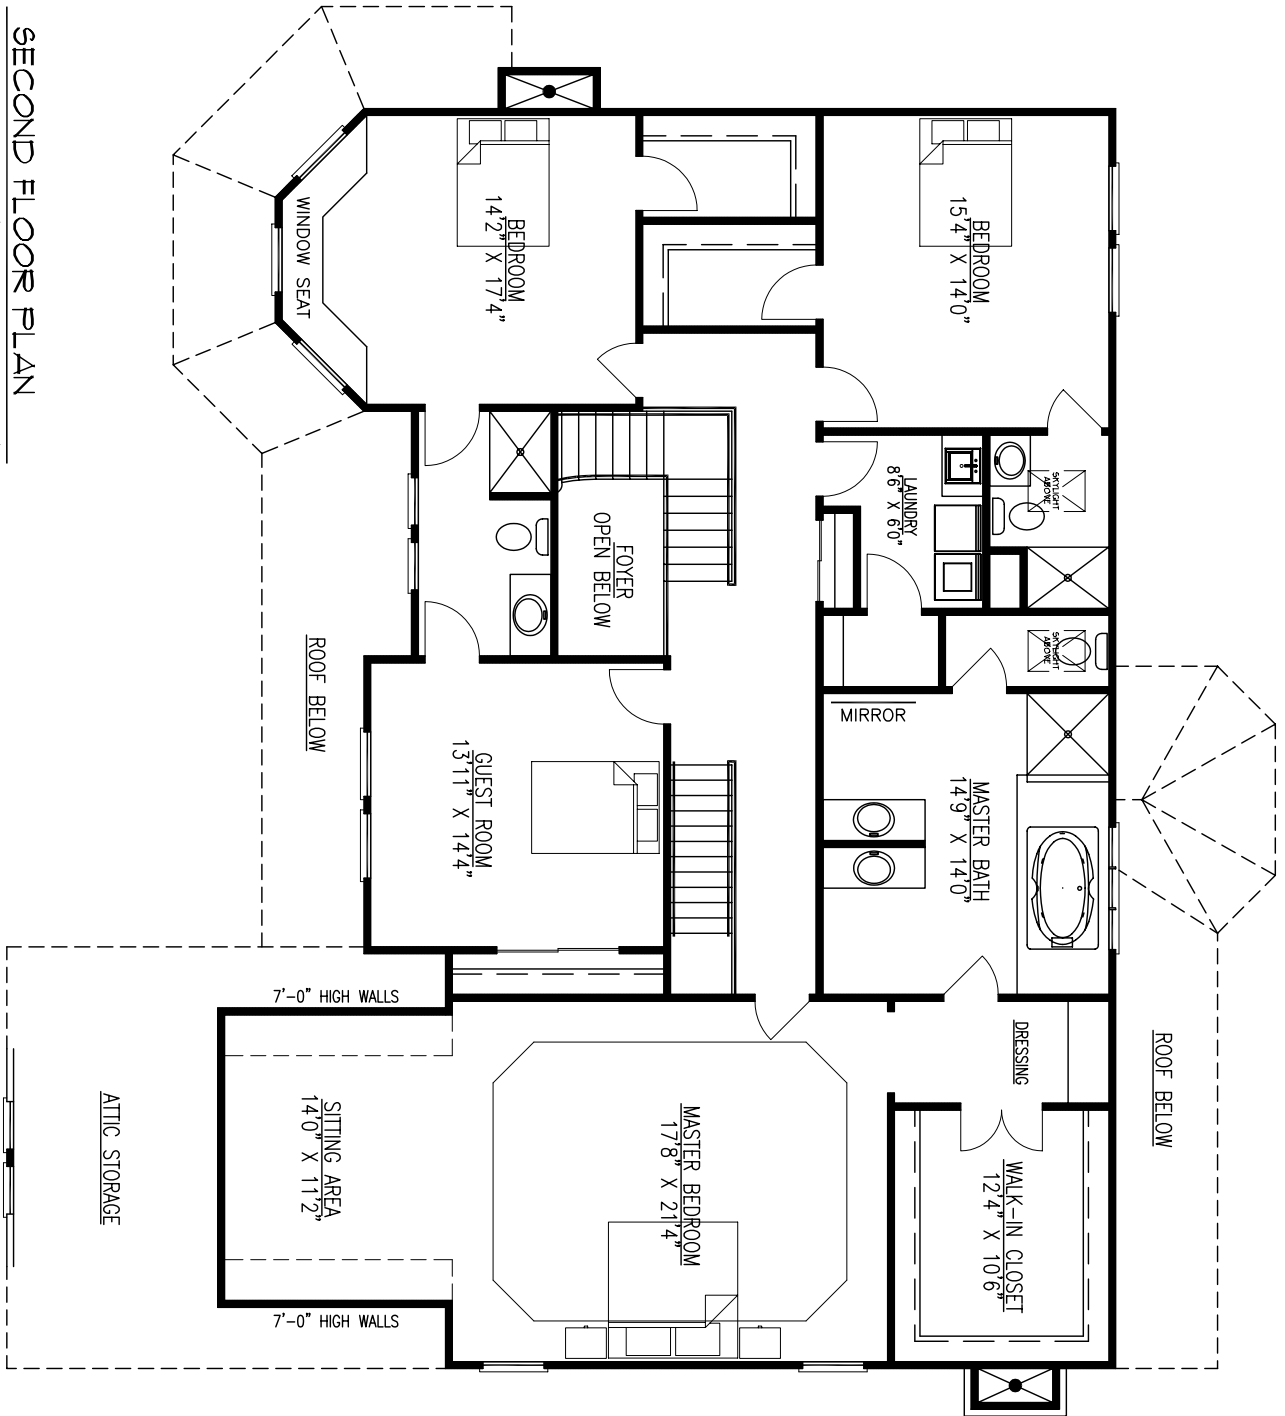 SECOND FLOOR PLAN
BEDROOM
15'4" X 14'0"
SKYLIGHT
ABOVE
LAUNDRY
8'6" X 6'0"
SKYLIGHT
ABOVE
MIRROR
MASTER BATH
14'9" X 14'0"
DRESSING
ROOF BELOW
WALK-IN CLOSET
12'4" X 10'6"
BEDROOM
14'2" X 17'4"
WINDOW SEAT
FOYER
OPEN BELOW
ROOF BELOW
GUEST ROOM
13'11" X 14'4"
MASTER BEDROOM
17'8" X 21'4"
7'-0" HIGH WALLS
SITTING AREA
14'0" X 11'2"
7'-0" HIGH WALLS
ATTIC STORAGE